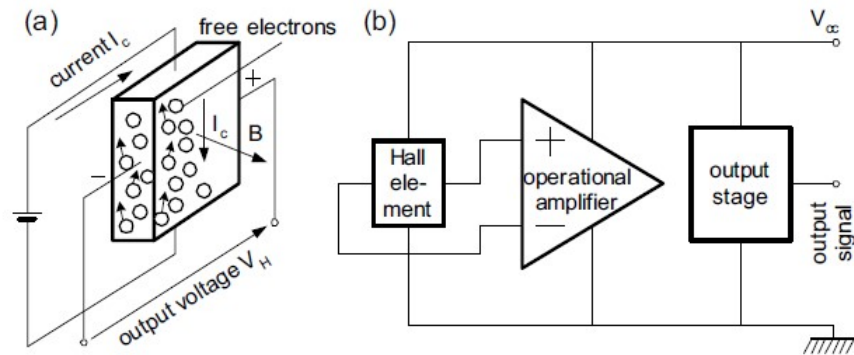 (a)
free electrons
current I_c
+
I_c
B
−
output voltage V_H
(b)
V_cc
Hall
ele-
ment
+
operational
amplifier
−
output
stage
output
signal